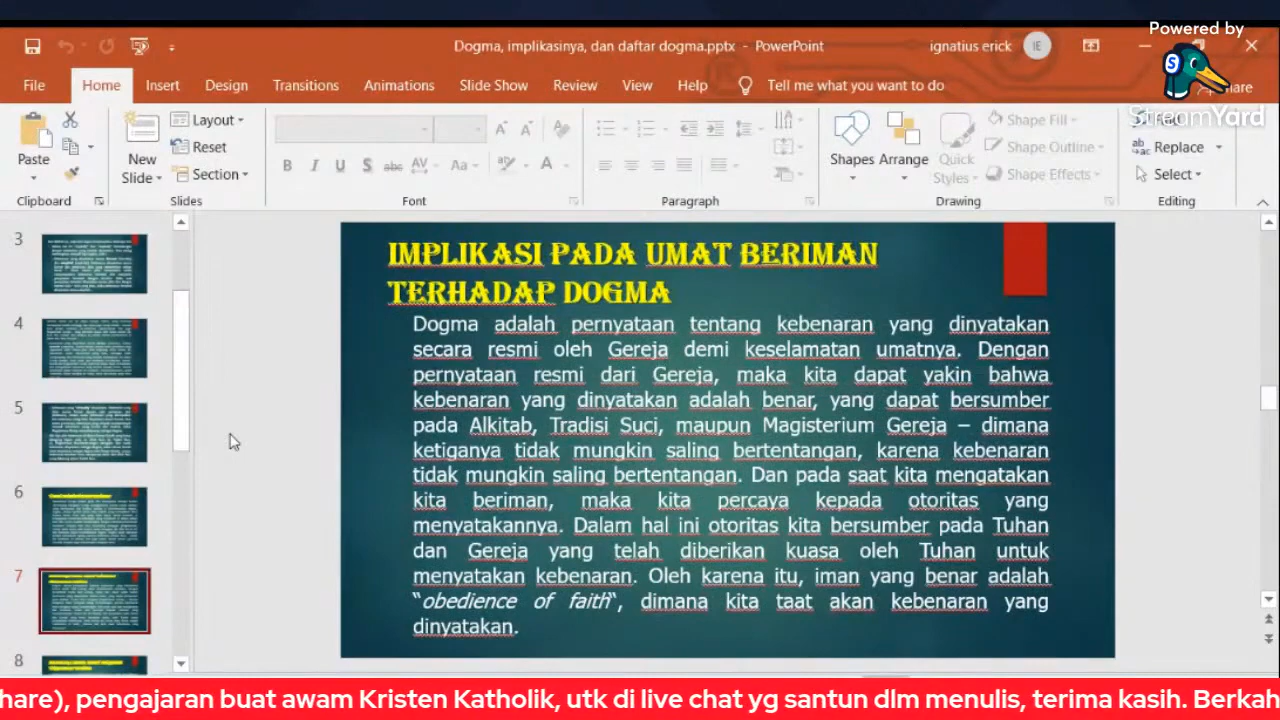 Powered by
StreamYard
Dogma, implikasinya, dan daftar dogma.pptx - PowerPoint
ignatius erick
IE
File
Home
Insert
Design
Transitions
Animations
Slide Show
Review
View
Help
Tell me what you want to do
Paste
Clipboard
New
Slide
Layout
Reset
Section
Slides
B I U S abc AV Aa A
Font
Paragraph
Shapes
Arrange
Quick
Styles
Shape Fill
Shape Outline
Shape Effects
Drawing
Replace
Select
Editing
3
4
5
6
7
8
IMPLIKASI PADA UMAT BERIMAN
TERHADAP DOGMA
Dogma adalah pernyataan tentang kebenaran yang dinyatakan
secara resmi oleh Gereja demi keselamatan umatnya. Dengan
pernyataan resmi dari Gereja, maka kita dapat yakin bahwa
kebenaran yang dinyatakan adalah benar, yang dapat bersumber
pada Alkitab, Tradisi Suci, maupun Magisterium Gereja – dimana
ketiganya tidak mungkin saling bertentangan, karena kebenaran
tidak mungkin saling bertentangan. Dan pada saat kita mengatakan
kita beriman, maka kita percaya kepada otoritas yang
menyatakannya. Dalam hal ini otoritas kita bersumber pada Tuhan
dan Gereja yang telah diberikan kuasa oleh Tuhan untuk
menyatakan kebenaran. Oleh karena itu, iman yang benar adalah
“obedience of faith“, dimana kita mentaati akan kebenaran yang
dinyatakan.
hare), pengajaran buat awam Kristen Katholik, utk di live chat yg santun dlm menulis, terima kasih. Berkah